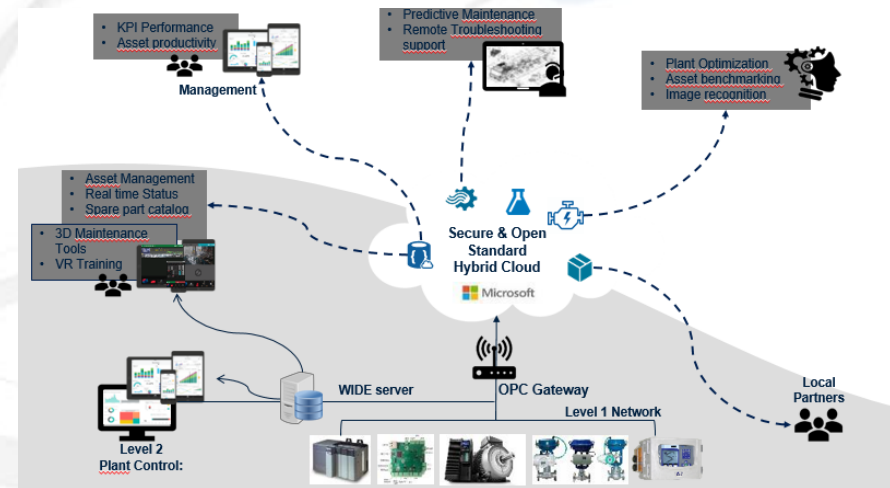 • KPI Performance
• Asset productivity
Management
• Predictive Maintenance
• Remote Troubleshooting
support
• Plant Optimization
• Asset benchmarking
• Image recognition
• Asset Management
• Real time Status
• Spare part catalog
• 3D Maintenance
Tools
• VR Training
Secure & Open
Standard
Hybrid Cloud
Microsoft
WIDE server
OPC Gateway
Level 1 Network
Local
Partners
Level 2
Plant Control: